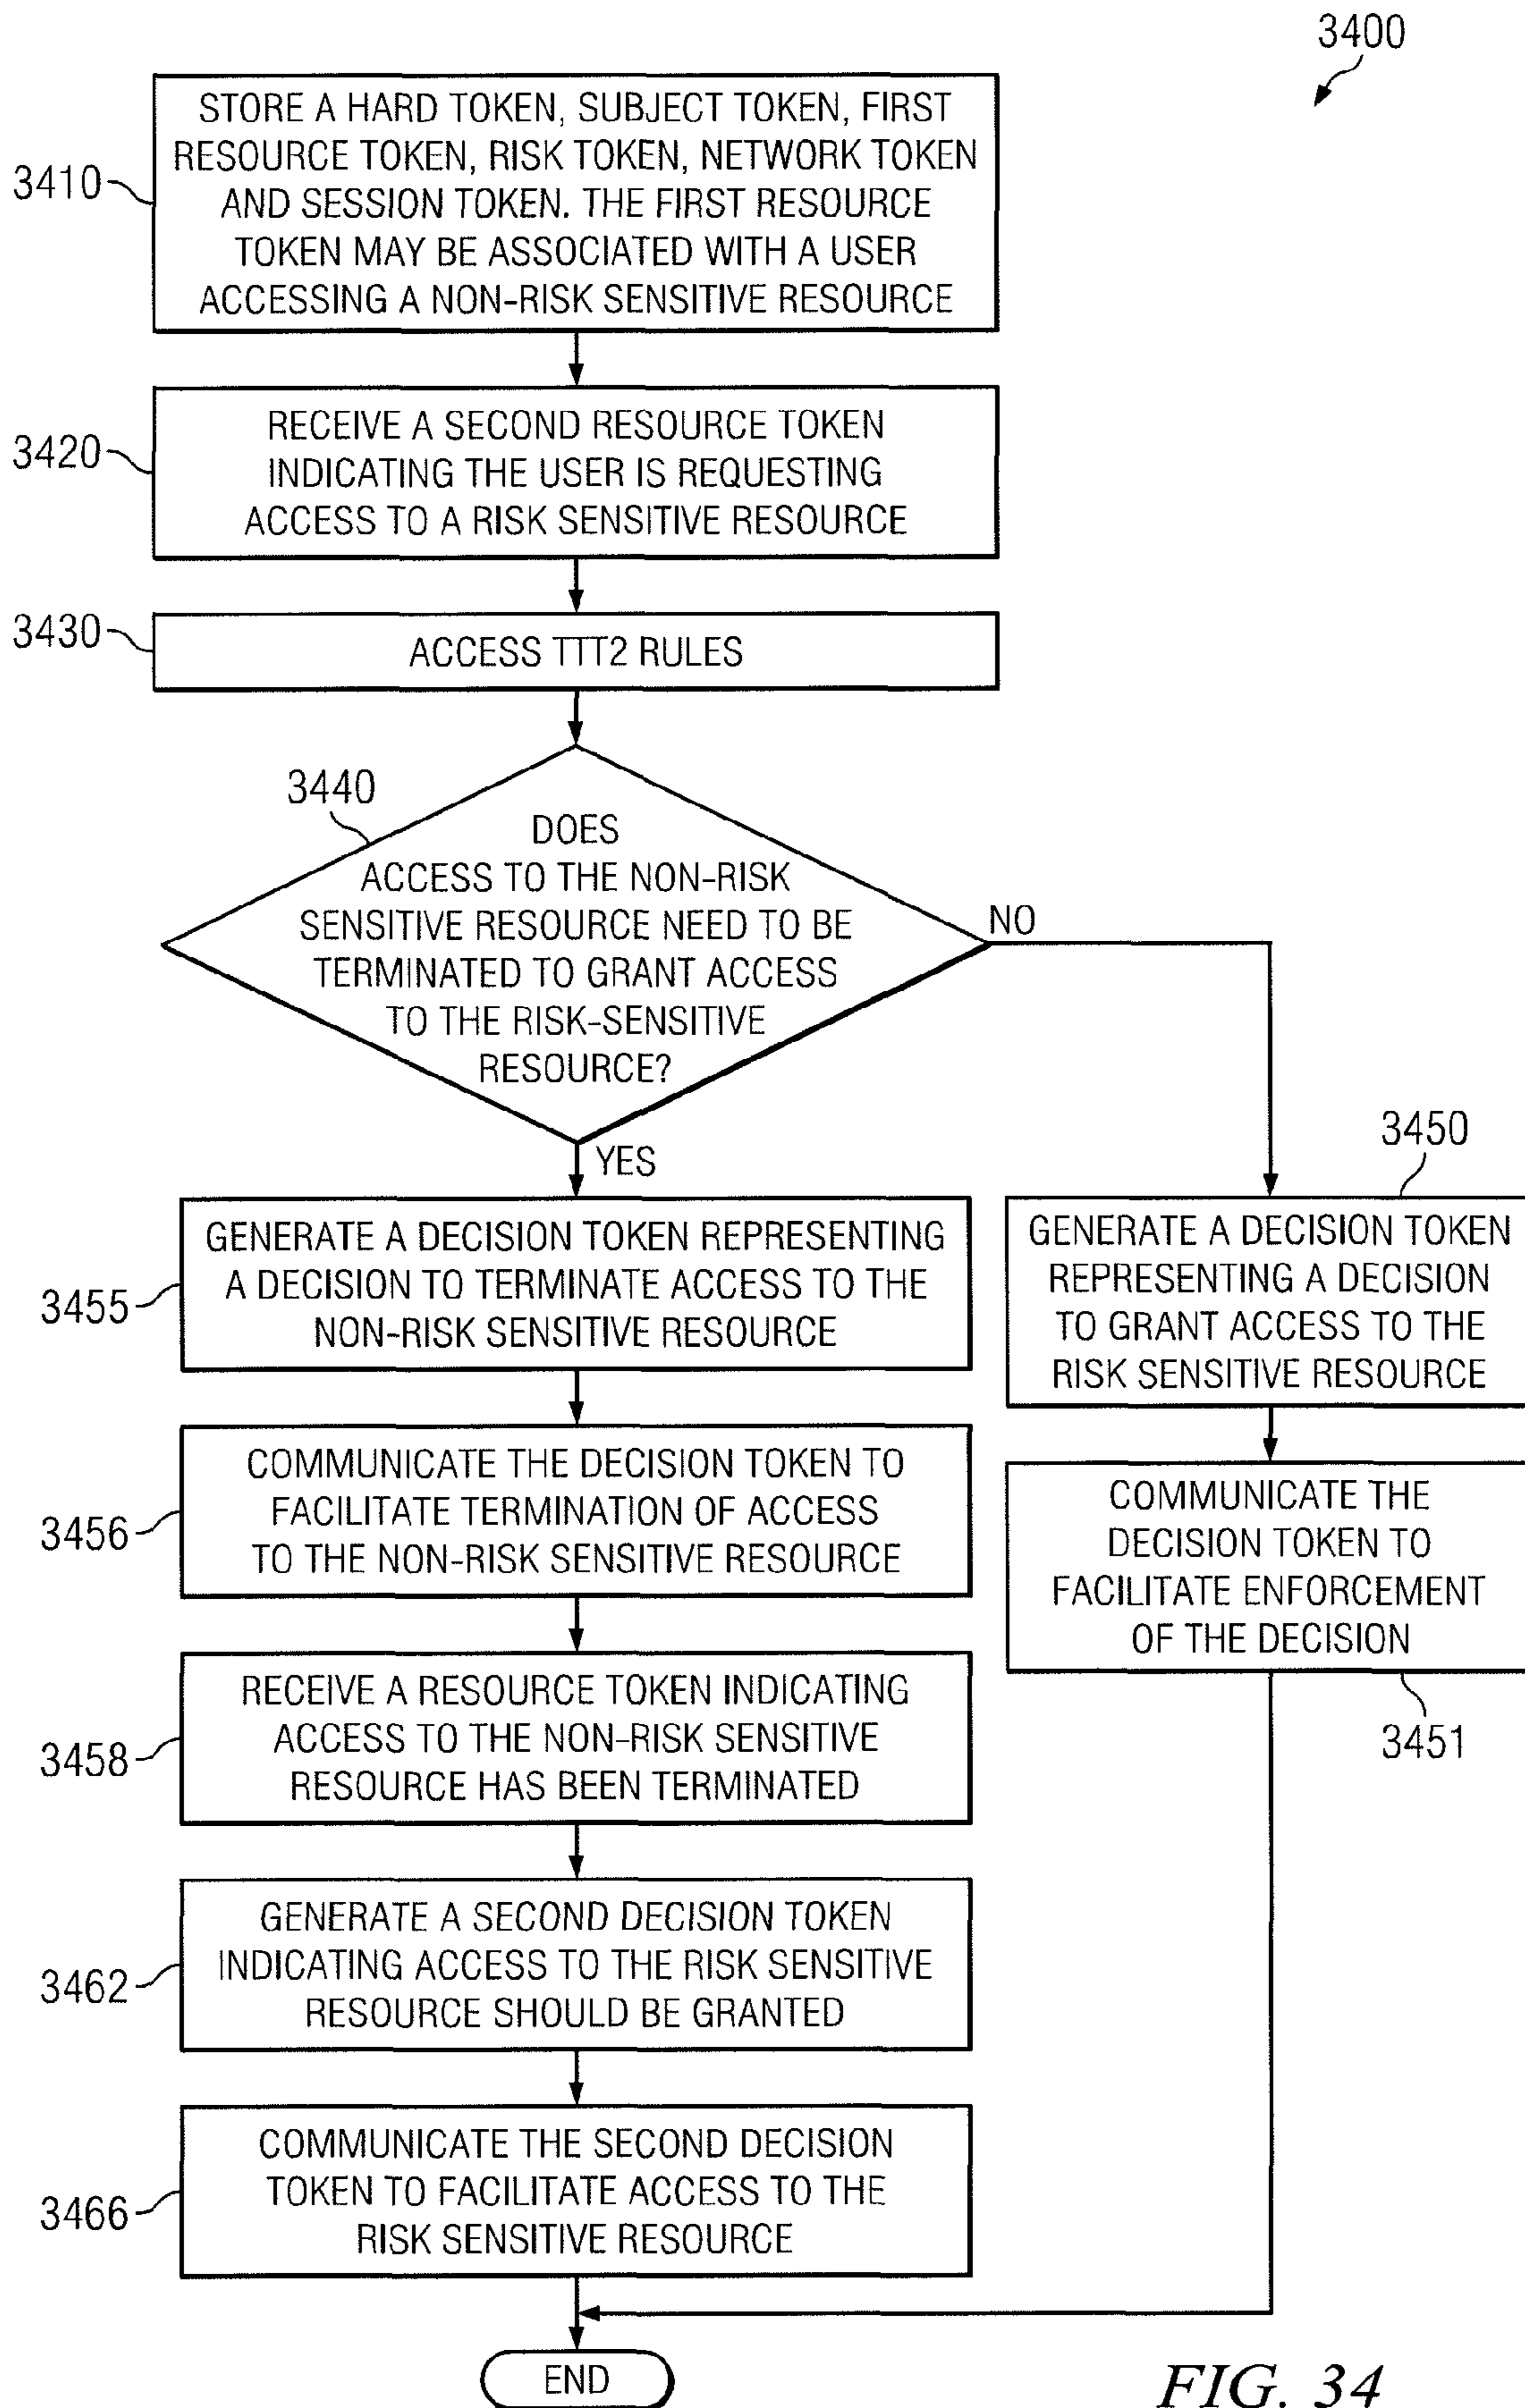 3400
3410
STORE A HARD TOKEN, SUBJECT TOKEN, FIRST
RESOURCE TOKEN, RISK TOKEN, NETWORK TOKEN
AND SESSION TOKEN. THE FIRST RESOURCE
TOKEN MAY BE ASSOCIATED WITH A USER
ACCESSING A NON-RISK SENSITIVE RESOURCE
3420
RECEIVE A SECOND RESOURCE TOKEN
INDICATING THE USER IS REQUESTING
ACCESS TO A RISK SENSITIVE RESOURCE
3430
ACCESS TTT2 RULES
3440
DOES
ACCESS TO THE NON-RISK
SENSITIVE RESOURCE NEED TO BE
TERMINATED TO GRANT ACCESS
TO THE RISK-SENSITIVE
RESOURCE?
NO
YES
3455
GENERATE A DECISION TOKEN REPRESENTING
A DECISION TO TERMINATE ACCESS TO THE
NON-RISK SENSITIVE RESOURCE
3450
GENERATE A DECISION TOKEN
REPRESENTING A DECISION
TO GRANT ACCESS TO THE
RISK SENSITIVE RESOURCE
3456
COMMUNICATE THE DECISION TOKEN TO
FACILITATE TERMINATION OF ACCESS
TO THE NON-RISK SENSITIVE RESOURCE
COMMUNICATE THE
DECISION TOKEN TO
FACILITATE ENFORCEMENT
OF THE DECISION
3451
3458
RECEIVE A RESOURCE TOKEN INDICATING
ACCESS TO THE NON-RISK SENSITIVE
RESOURCE HAS BEEN TERMINATED
3462
GENERATE A SECOND DECISION TOKEN
INDICATING ACCESS TO THE RISK SENSITIVE
RESOURCE SHOULD BE GRANTED
3466
COMMUNICATE THE SECOND DECISION
TOKEN TO FACILITATE ACCESS TO THE
RISK SENSITIVE RESOURCE
END
FIG. 34